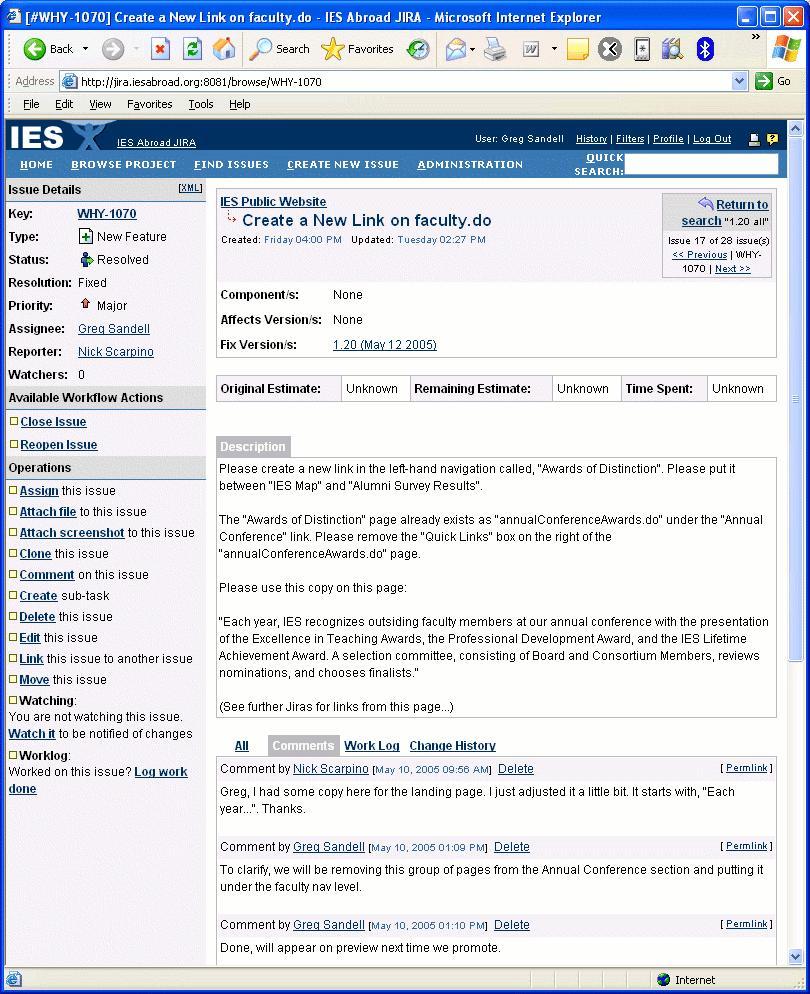 [#WHY-1070] Create a New Link on faculty.do - IES Abroad JIRA - Microsoft Internet Explorer
Back Search Favorites »
Address http://jira.iesabroad.org:8081/browse/WHY-1070 Go
File Edit View Favorites Tools Help
IES IES Abroad JIRA User: Greg Sandell History | Filters | Profile | Log Out
HOME BROWSE PROJECT FIND ISSUES CREATE NEW ISSUE ADMINISTRATION QUICK SEARCH:
Issue Details [XML]
Key: WHY-1070
Type: New Feature
Status: Resolved
Resolution: Fixed
Priority: Major
Assignee: Greg Sandell
Reporter: Nick Scarpino
Watchers: 0
Available Workflow Actions
Close Issue
Reopen Issue
Operations
Assign this issue
Attach file to this issue
Attach screenshot to this issue
Clone this issue
Comment on this issue
Create sub-task
Delete this issue
Edit this issue
Link this issue to another issue
Move this issue
Watching:
You are not watching this issue.
Watch it to be notified of changes
Worklog:
Worked on this issue? Log work
done
IES Public Website
Create a New Link on faculty.do
Created: Friday 04:00 PM Updated: Tuesday 02:27 PM
Return to
search "1.20 all"
Issue 17 of 28 issue(s)
<< Previous | WHY-
1070 | Next >>
Component/s: None
Affects Version/s: None
Fix Version/s: 1.20 (May 12 2005)
Original Estimate: Unknown Remaining Estimate: Unknown Time Spent: Unknown
Description
Please create a new link in the left-hand navigation called, "Awards of Distinction". Please put it
between "IES Map" and "Alumni Survey Results".
The "Awards of Distinction" page already exists as "annualConferenceAwards.do" under the "Annual
Conference" link. Please remove the "Quick Links" box on the right of the
"annualConferenceAwards.do" page.
Please use this copy on this page:
"Each year, IES recognizes outsiding faculty members at our annual conference with the presentation
of the Excellence in Teaching Awards, the Professional Development Award, and the IES Lifetime
Achievement Award. A selection committee, consisting of Board and Consortium Members, reviews
nominations, and chooses finalists."
(See further Jiras for links from this page...)
All Comments Work Log Change History
Comment by Nick Scarpino [May 10, 2005 09:56 AM] Delete [ Permlink ]
Greg, I had some copy here for the landing page. I just adjusted it a little bit. It starts with, "Each
year...". Thanks.
Comment by Greg Sandell [May 10, 2005 01:09 PM] Delete [ Permlink ]
To clarify, we will be removing this group of pages from the Annual Conference section and putting it
under the faculty nav level.
Comment by Greg Sandell [May 10, 2005 01:10 PM] Delete [ Permlink ]
Done, will appear on preview next time we promote.
Internet